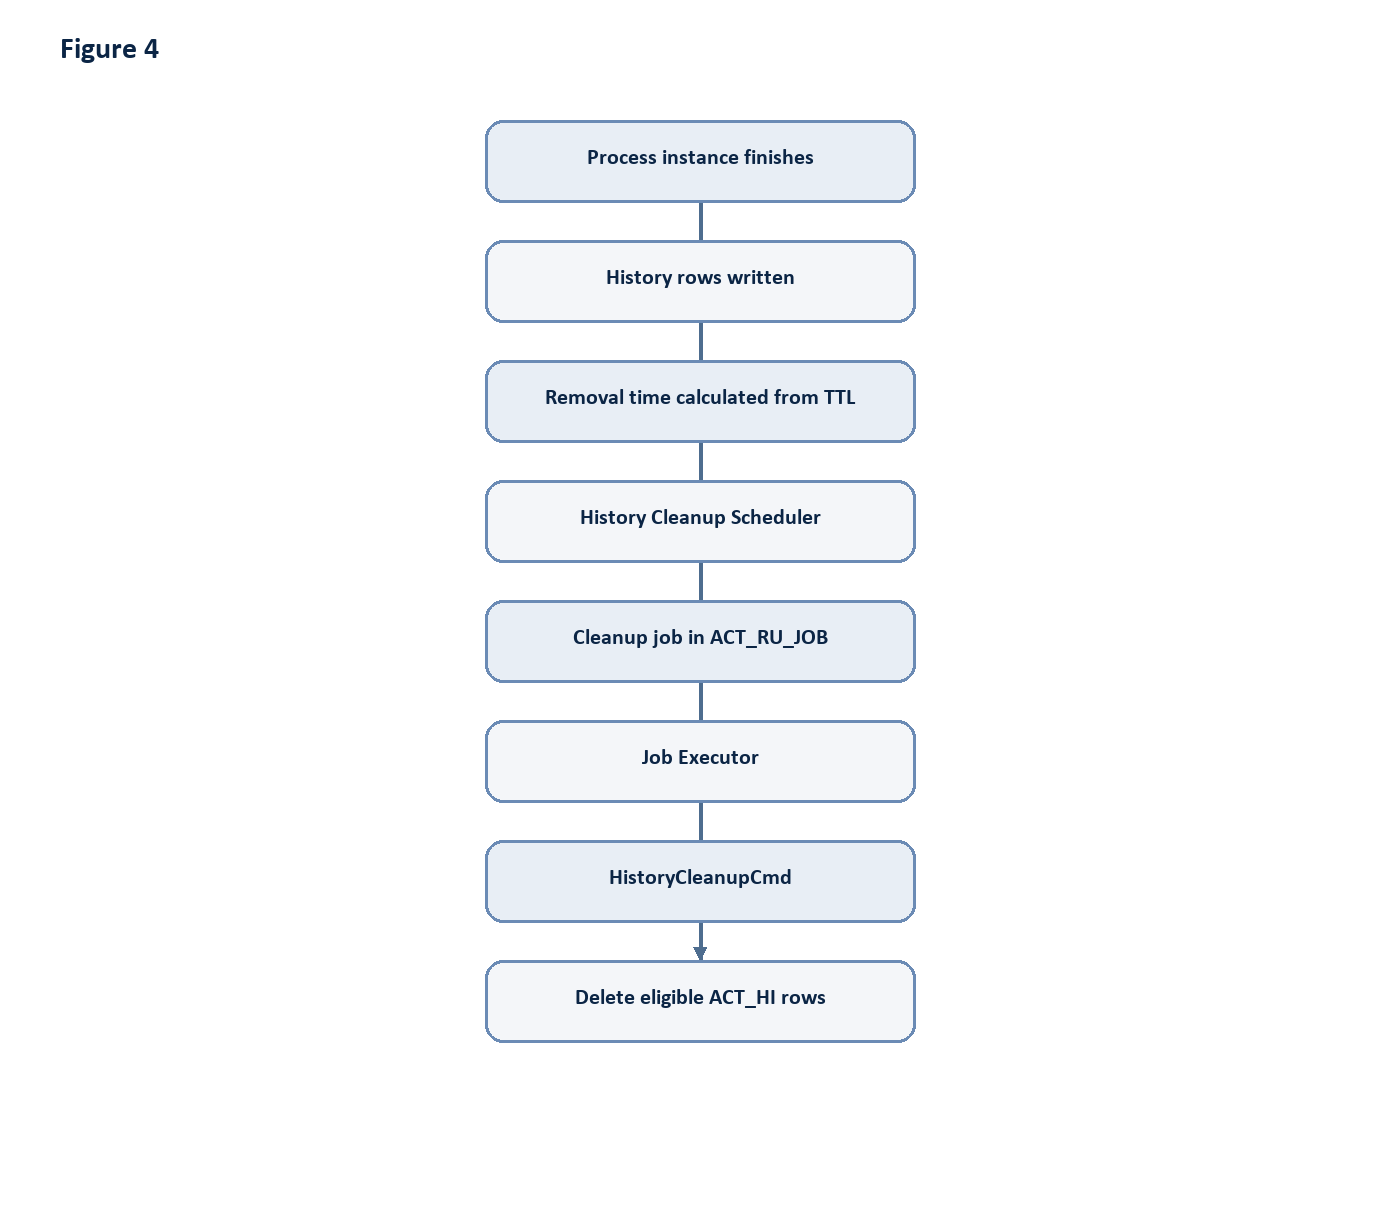 Figure 4
Process instance finishes
History rows written
Removal time calculated from TTL
History Cleanup Scheduler
Cleanup job in ACT_RU_JOB
Job Executor
HistoryCleanupCmd
Delete eligible ACT_HI rows